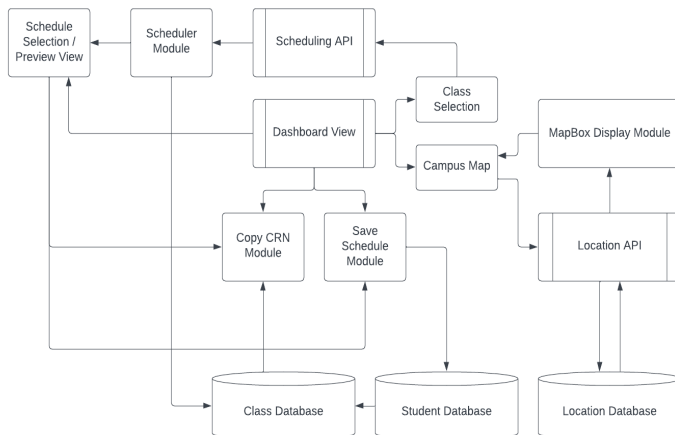 Schedule
Selection /
Preview View
Scheduler
Module
Scheduling API
Class
Selection
Dashboard View
MapBox Display Module
Campus Map
Copy CRN
Module
Save
Schedule
Module
Location API
Class Database
Student Database
Location Database